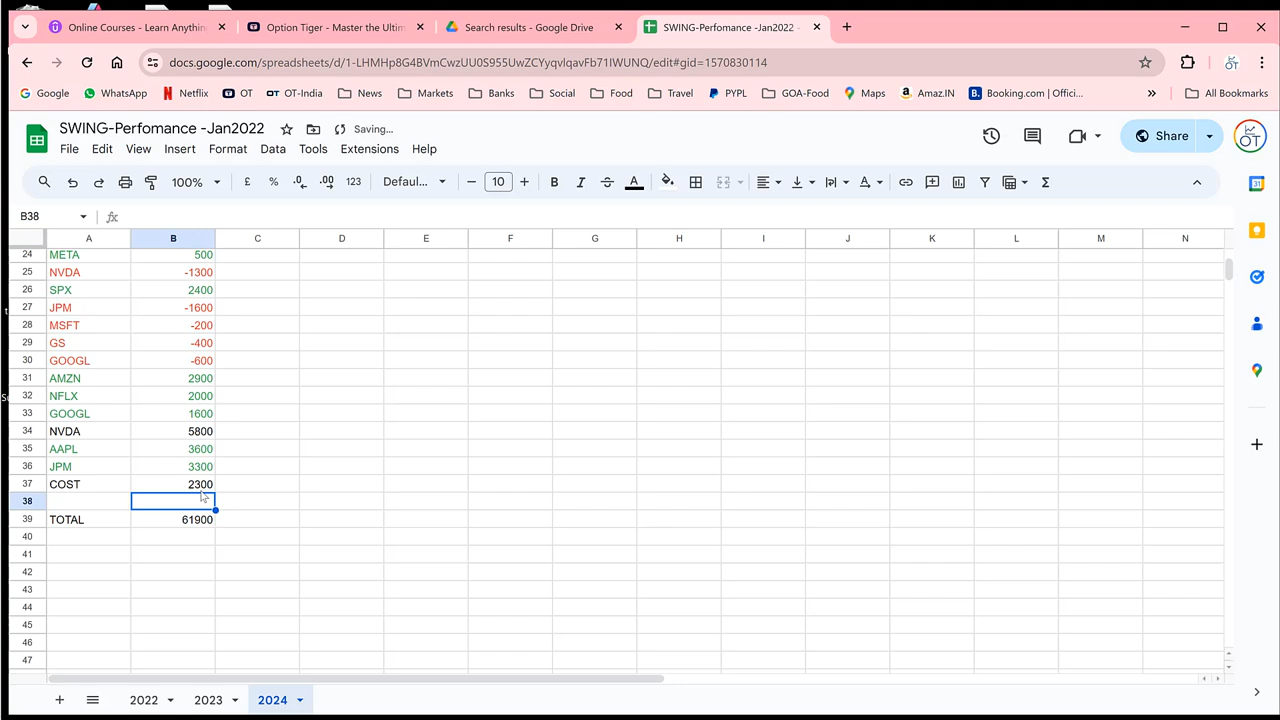 Online Courses - Learn Anythin
Option Tiger - Master the Ultim
Search results - Google Drive
SWING-Perfomance -Jan2022 -
docs.google.com/spreadsheets/d/1-LHMHp8G4BVmCwzUU0S955UwZCYyqvIqavFb71IWUNQ/edit#gid=1570830114
Google WhatsApp Netflix OT OT-India News Markets Banks Social Food Travel PYPL GOA-Food Maps Amaz.IN Booking.com (Offici... All Bookmarks
SWING-Perfomance -Jan2022 Saving...
Share
OT
File Edit View Insert Format Data Tools Extensions Help
100% £ % .0 .00 123 Defaul... 10 B I A
B38 fx
A B C D E F G H I J K L M N
24 META 500
25 NVDA -1300
26 SPX 2400
27 JPM -1600
28 MSFT -200
29 GS -400
30 GOOGL -600
31 AMZN 2900
32 NFLX 2000
33 GOOGL 1600
34 NVDA 5800
35 AAPL 3600
36 JPM 3300
37 COST 2300
38
39 TOTAL 61900
40
41
42
43
44
45
46
47
2022 2023 2024